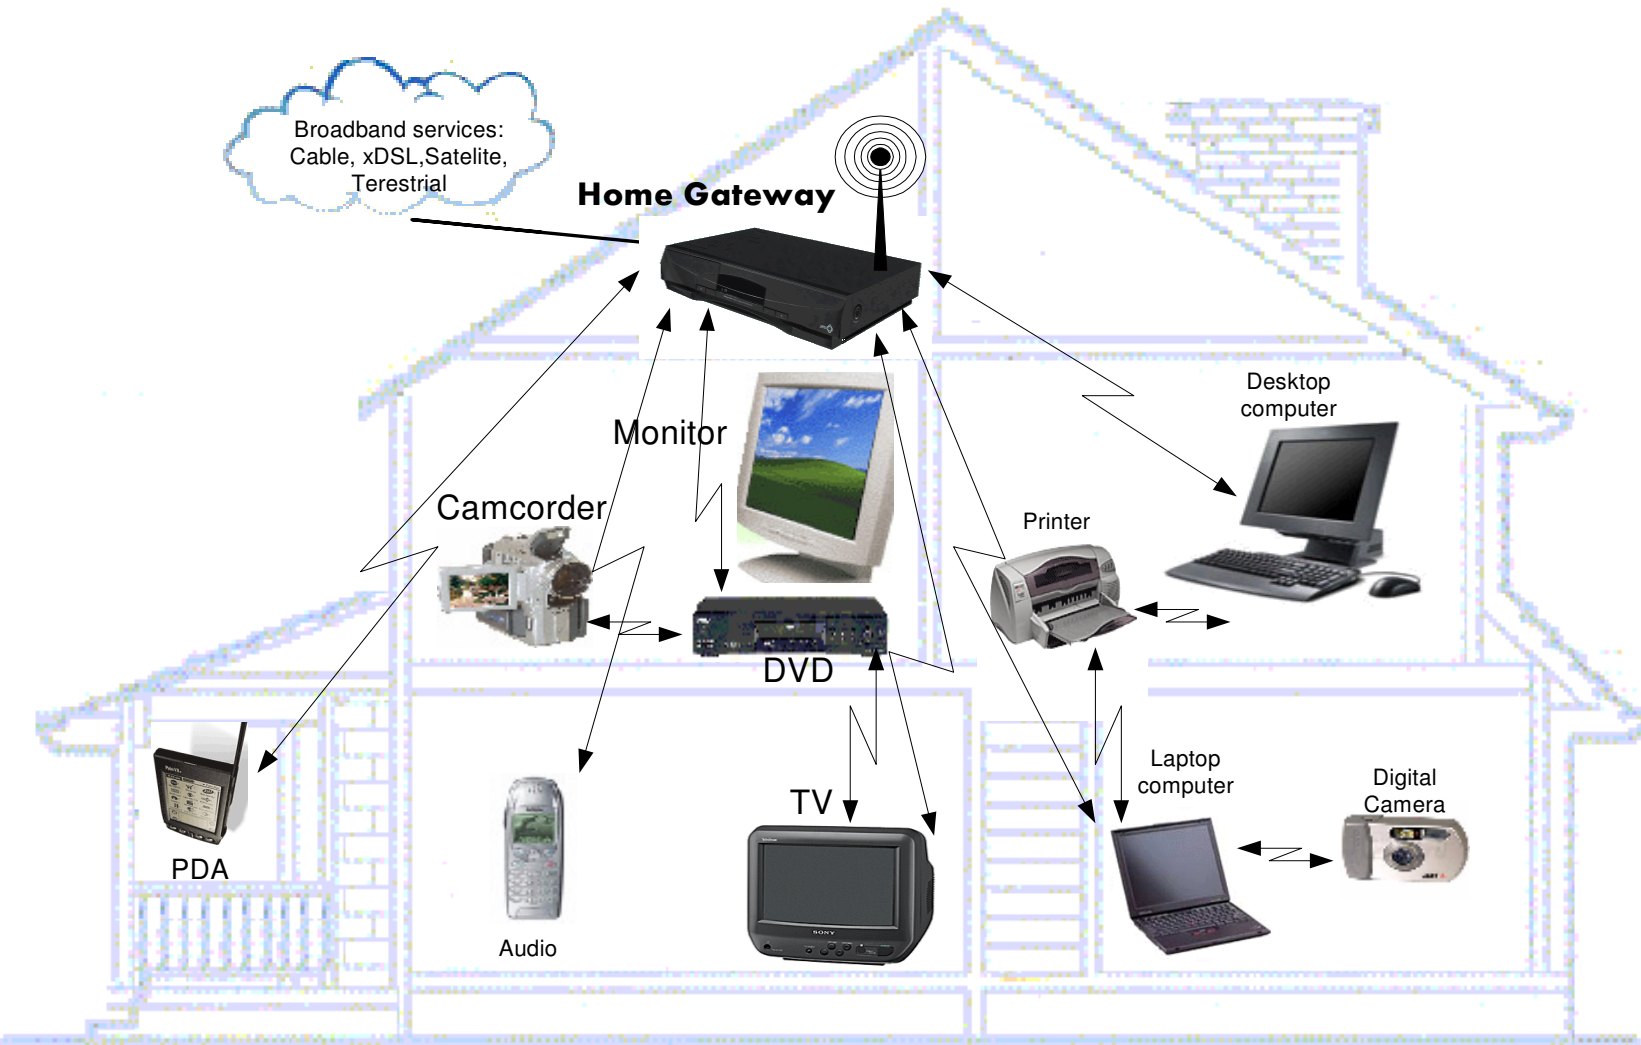 Broadband services:
Cable, xDSL,Satelite,
Terestrial
Home Gateway
Desktop
computer
Monitor
Camcorder
Printer
DVD
Laptop
computer
Digital
Camera
TV
PDA
SONY
Audio